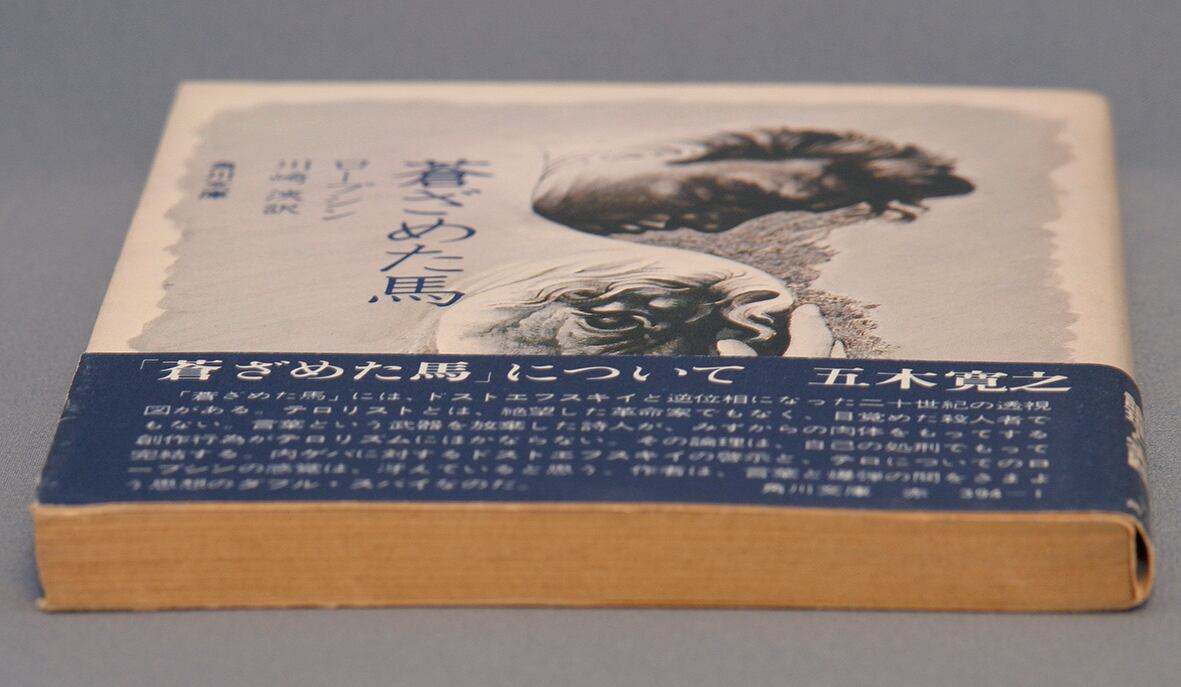 蒼ざめた馬
ロープシン
川崎浹訳
「蒼ざめた馬」について　五木寛之
「蒼ざめた馬」には、ドストエフスキイと逆位相になった二十世紀の透視
図がある。テロリストとは、絶望した革命家でもなく、目覚めた殺人者で
もない。言葉という武器を放棄した詩人が、みずからの肉体をもってする
創作行為がテロリズムにほかならない。その論理は、自己の処刑でもって
完結する。内ゲバに対するドストエフスキイの啓示と、テロについてのロ
ープシンの感覚は、冴えていると思う。作者は、言葉と爆弾の間をさまよ
う思想のダブル・スパイなのだ。
角川文庫　赤　394－1